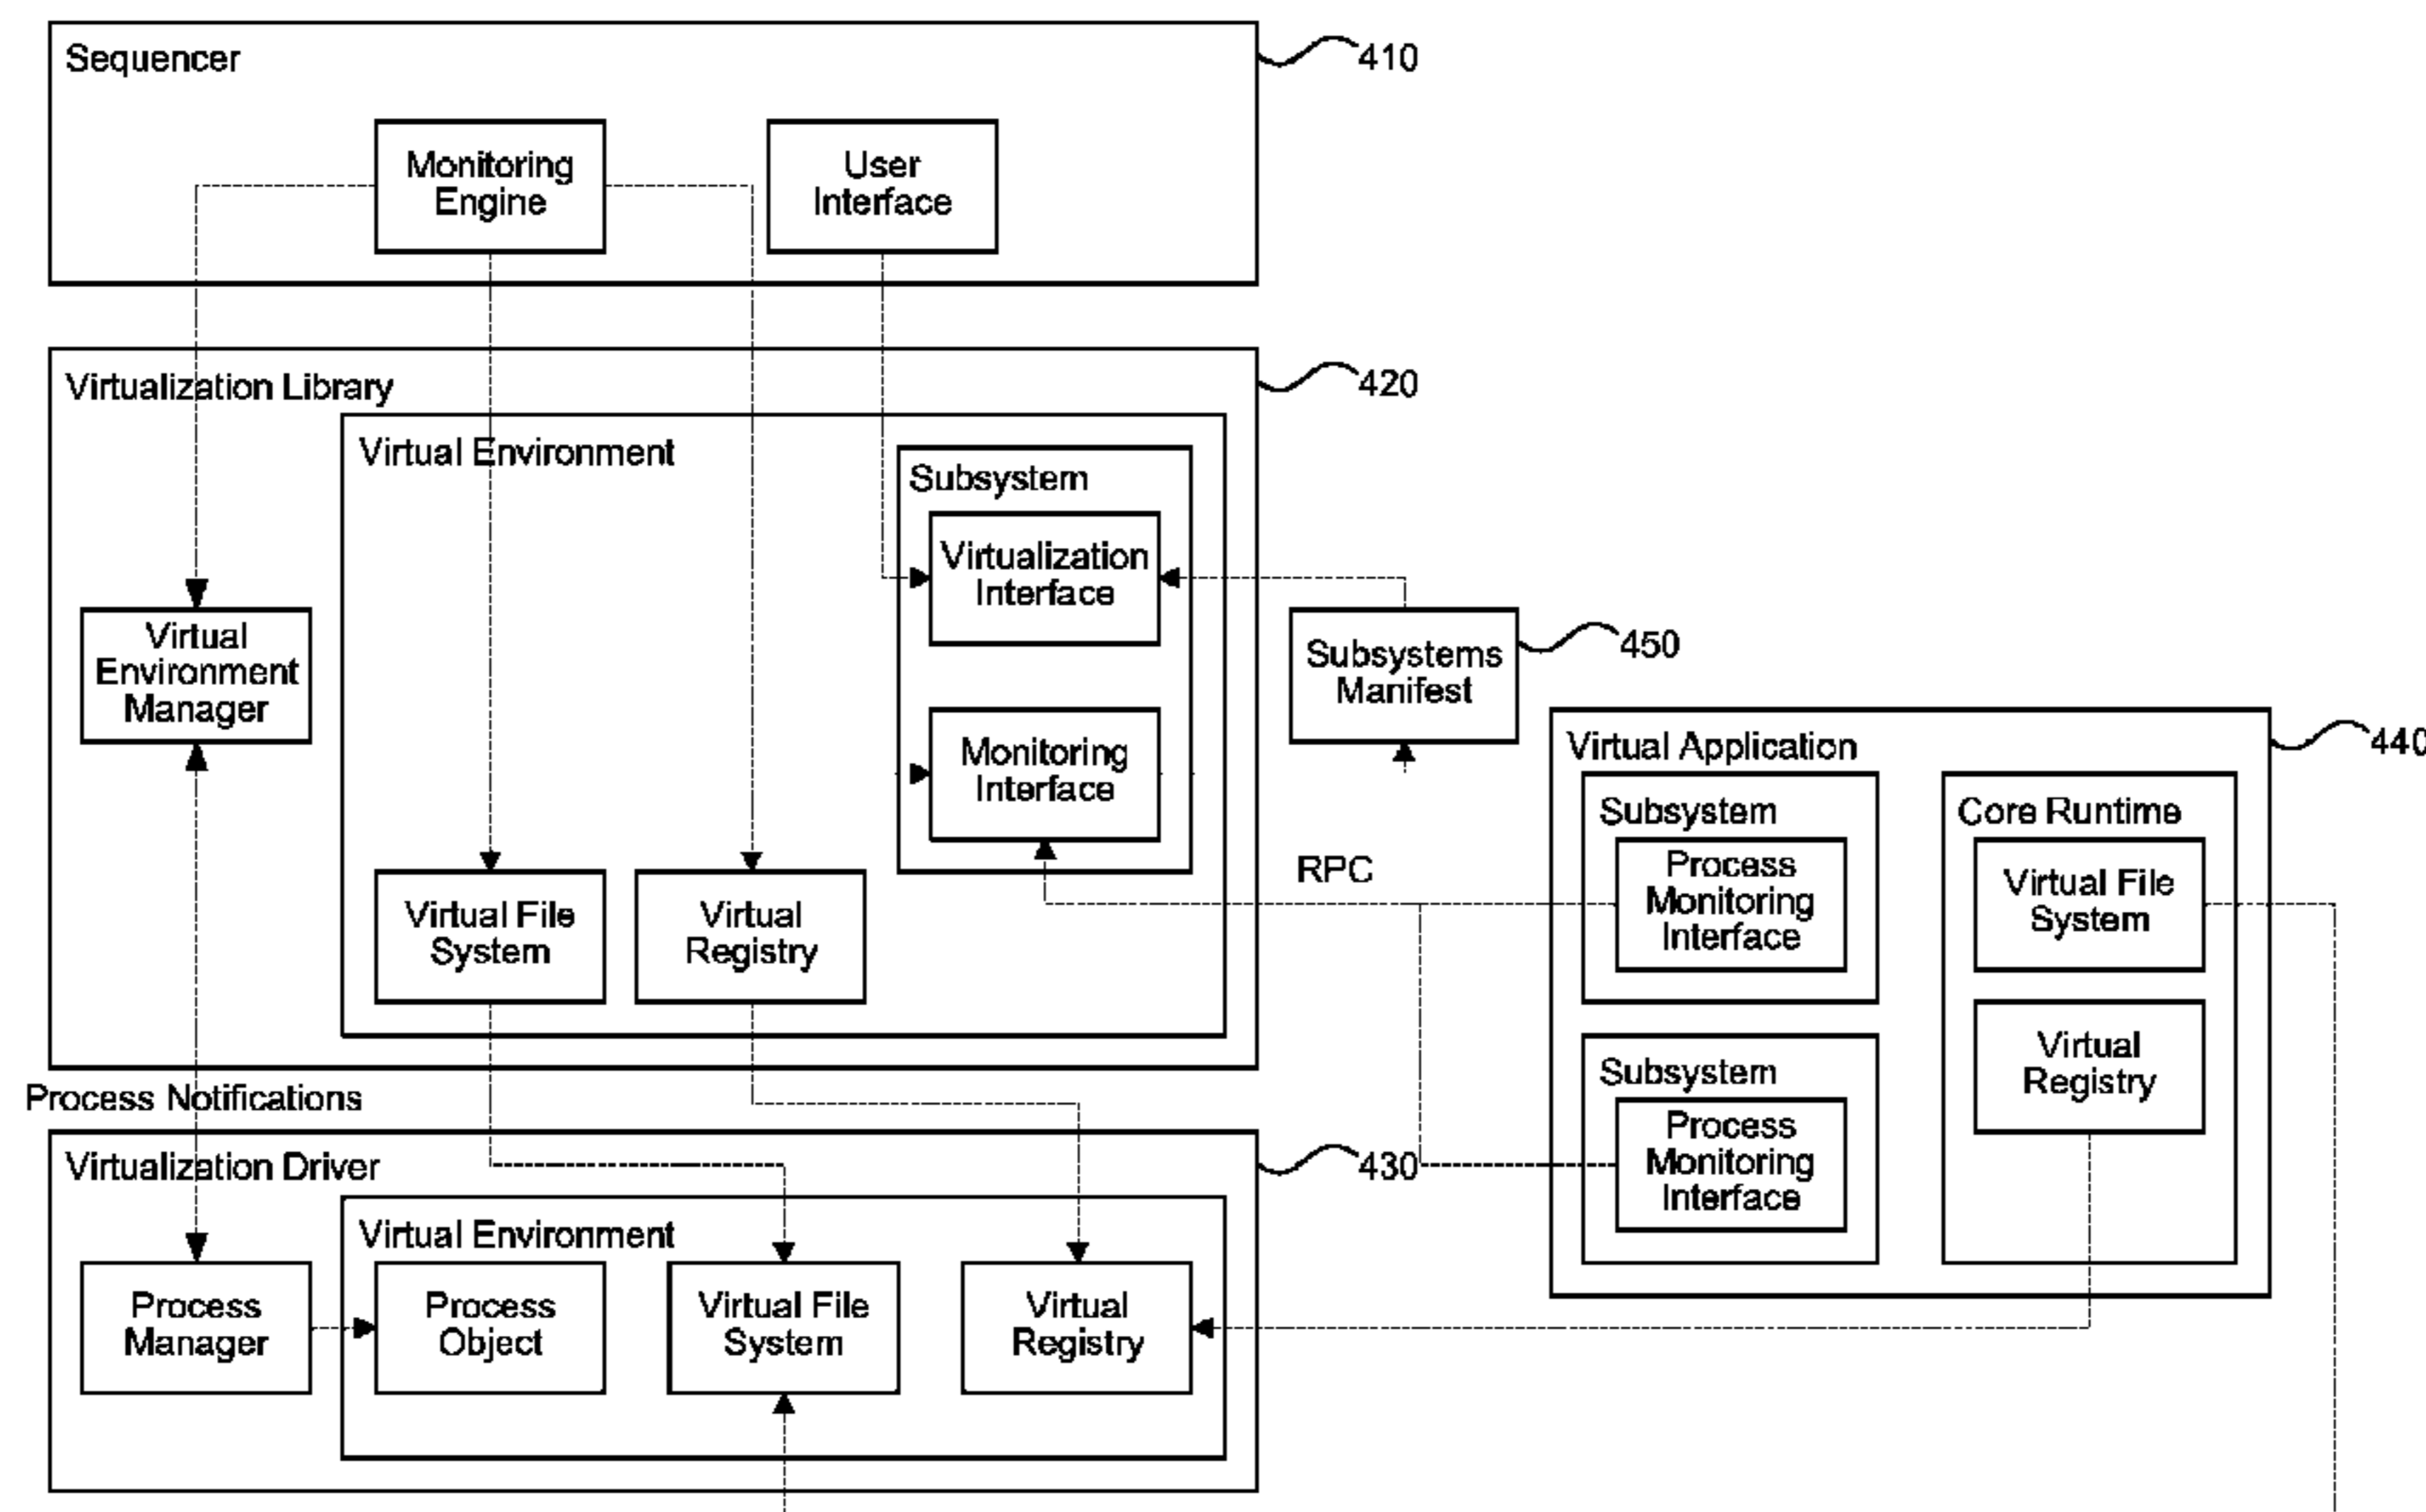 Sequencer
410
Monitoring
Engine
User
Interface
Virtualization Library
420
Virtual Environment
Subsystem
Virtualization
Interface
Virtual
Environment
Manager
Subsystems
Manifest
450
Monitoring
Interface
Virtual File
System
Virtual
Registry
RPC
Virtual Application
440
Subsystem
Process
Monitoring
Interface
Core Runtime
Virtual File
System
Virtual
Registry
Subsystem
Process
Monitoring
Interface
Process Notifications
Virtualization Driver
430
Virtual Environment
Process
Manager
Process
Object
Virtual File
System
Virtual
Registry